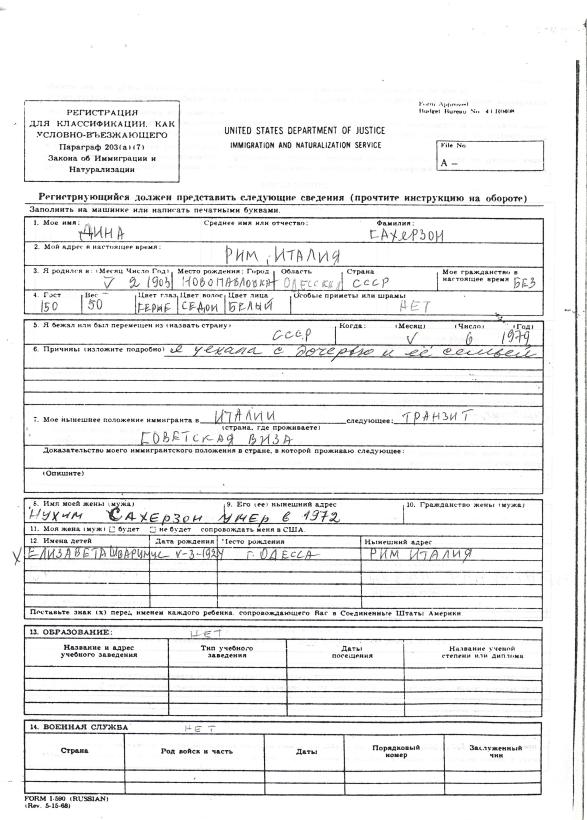 Form Approved
Budget Bureau No.
РЕГИСТРАЦИЯ
ДЛЯ КЛАССИФИКАЦИИ, КАК
УСЛОВНО-ВЪЕЗЖАЮЩЕГО
Параграф 203(а)(7)
Закона об Иммиграции и
Натурализации
UNITED STATES DEPARTMENT OF JUSTICE
IMMIGRATION AND NATURALIZATION SERVICE
File No
A –
Регистриующийся должен представить следующие сведения (прочтите инструкцию на обороте)
Заполнить на машинке или написать печатными буквами.
1. Мое имя: Среднее имя или отчество: Фамилия:
ДИНА САХЕРЗОН
2. Мой адрес в настоящее время:
РИМ, ИТАЛИЯ
3. Я родился в: (Месяц Число Год) Место рождения: Город Область Страна Мое гражданство в настоящее время БЕЗ
V 2 1903 НОВОПАВЛОВКА ОДЕССКАЯ СССР
4. Рост Вес Цвет глаз Цвет волос Цвет лица Особые приметы или шрамы
150 50 СЕДОЙ БЕЛЫЙ НЕТ
5. Я бежал или был перемещен из (назвать страну) Когда: (Месяц) (Число) (Год)
СССР V 6 1979
6. Причины (изложите подробно) я уехала с дочерью и её семьей
7. Мое нынешнее положение иммигранта в ИТАЛИИ следующее: ТРАНЗИТ
(страна, где проживаете)
СОВЕТСКАЯ ВИЗА
Доказательство моего иммигрантского положения в стране, в которой проживаю следующее:
(Опишите)
8. Имя моей жены (мужа) 9. Его (ее) нынешний адрес 10. Гражданство жены (мужа)
НУХИМ САХЕРЗОН УМЕР в 1972
11. Моя жена (муж) будет не будет сопровождать меня в США.
12. Имена детей Дата рождения Место рождения Нынешний адрес
X ЕЛИЗАВЕТА V-3-1924 г. ОДЕССА РИМ ИТАЛИЯ
Поставьте знак (x) перед именем каждого ребенка, сопровождающего Вас в Соединенные Штаты Америки
13. ОБРАЗОВАНИЕ: НЕТ
Название и адрес учебного заведения Тип учебного заведения Даты посещения Название ученой степени или диплома
14. ВОЕННАЯ СЛУЖБА НЕТ
Страна Род войск и часть Даты Порядковый номер Заслуженный чин
FORM I-590 (RUSSIAN)
(Rev. 5-15-68)